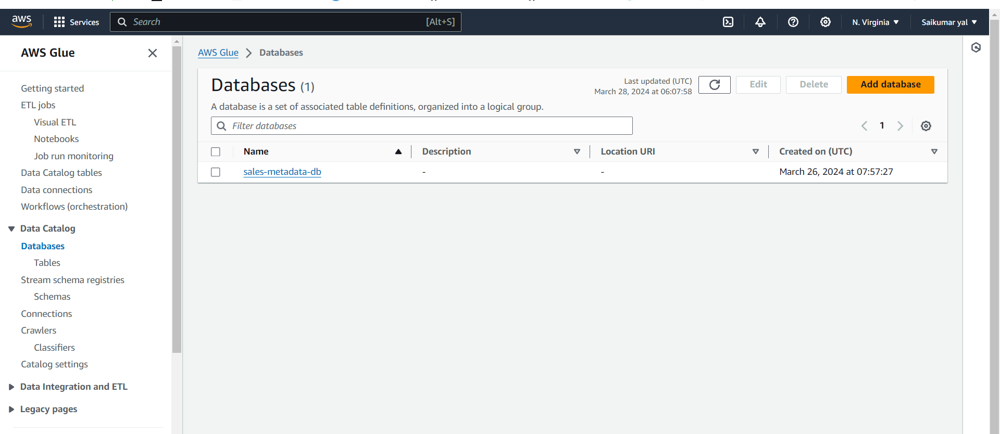 aws
Services
Search
[Alt+S]
N. Virginia
Saikumar yal
AWS Glue
Getting started
ETL jobs
Visual ETL
Notebooks
Job run monitoring
Data Catalog tables
Data connections
Workflows (orchestration)
Data Catalog
Databases
Tables
Stream schema registries
Schemas
Connections
Crawlers
Classifiers
Catalog settings
Data Integration and ETL
Legacy pages
AWS Glue > Databases
Databases (1)
Last updated (UTC)
March 28, 2024 at 06:07:58
Edit
Delete
Add database
A database is a set of associated table definitions, organized into a logical group.
Filter databases
1
Name Description Location URI Created on (UTC)
sales-metadata-db - - March 26, 2024 at 07:57:27